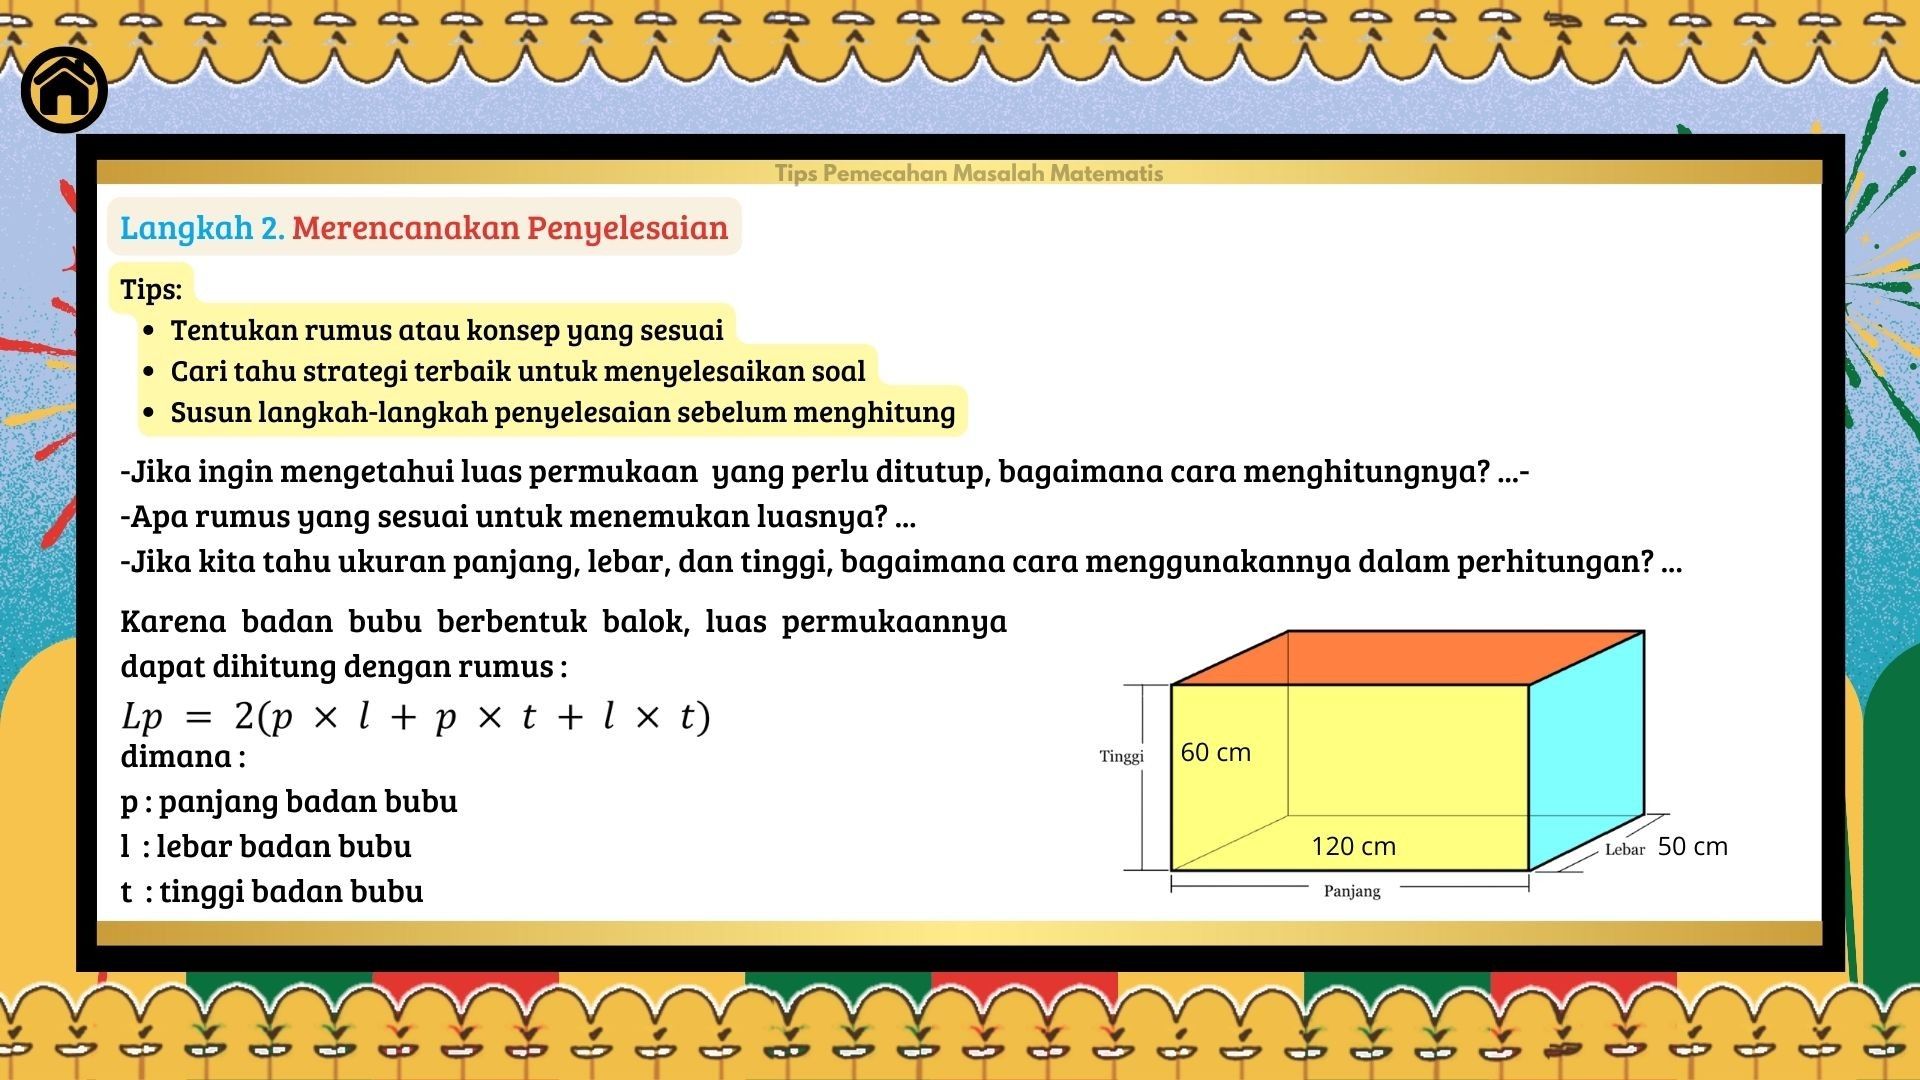 Tips Pemecahan Masalah Matematis
Langkah 2. Merencanakan Penyelesaian
Tips:
• Tentukan rumus atau konsep yang sesuai
• Cari tahu strategi terbaik untuk menyelesaikan soal
• Susun langkah-langkah penyelesaian sebelum menghitung
-Jika ingin mengetahui luas permukaan yang perlu ditutup, bagaimana cara menghitungnya? ...-
-Apa rumus yang sesuai untuk menemukan luasnya? ...
-Jika kita tahu ukuran panjang, lebar, dan tinggi, bagaimana cara menggunakannya dalam perhitungan? ...
Karena badan bubu berbentuk balok, luas permukaannya
dapat dihitung dengan rumus :
Lp = 2(p × l + p × t + l × t)
dimana :
p : panjang badan bubu
l : lebar badan bubu
t : tinggi badan bubu
Tinggi
60 cm
120 cm
Lebar
50 cm
Panjang